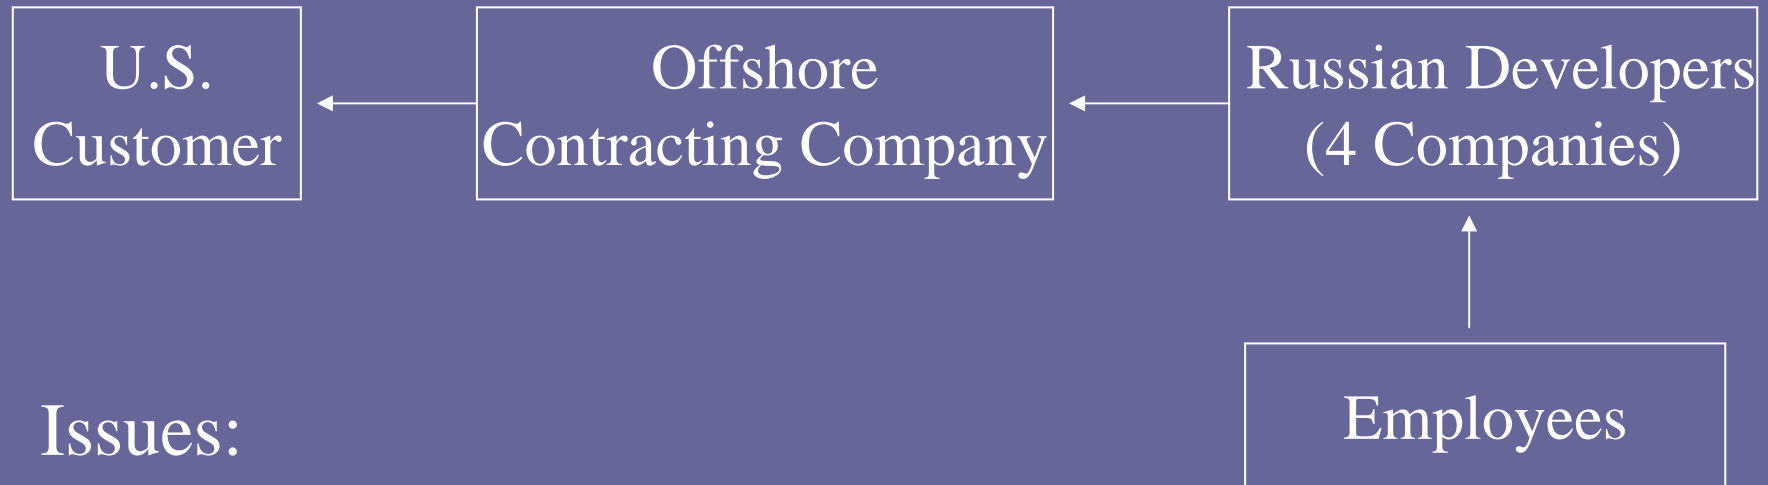 U.S.
Customer
Offshore
Contracting Company
Russian Developers
(4 Companies)
Employees
Issues: